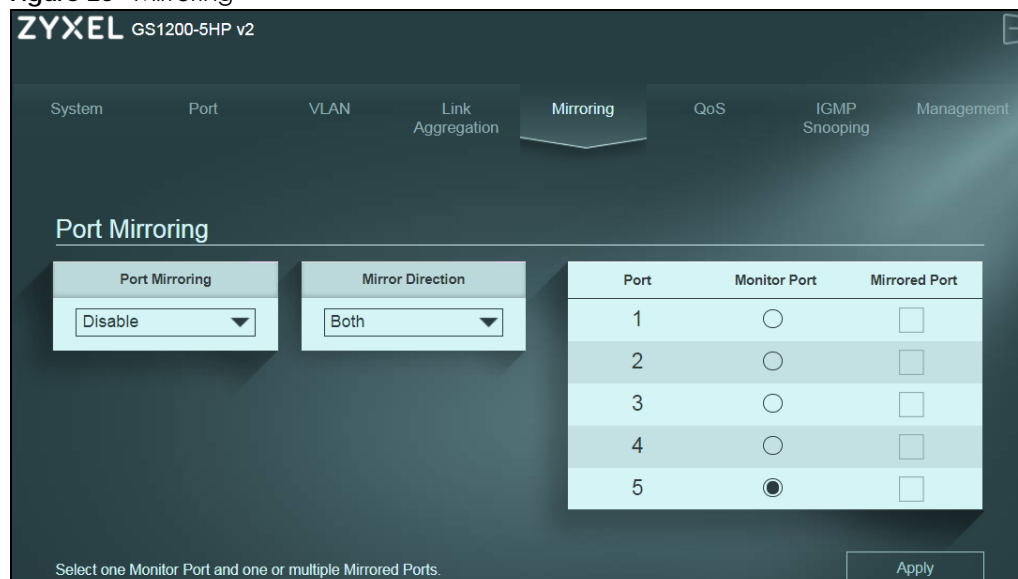 ZYXEL GS1200-5HP v2
System Port VLAN Link Aggregation Mirroring QoS IGMP Snooping Management
Port Mirroring
Port Mirroring Mirror Direction
Disable Both
Port Monitor Port Mirrored Port
1
2
3
4
5
Select one Monitor Port and one or multiple Mirrored Ports.
Apply